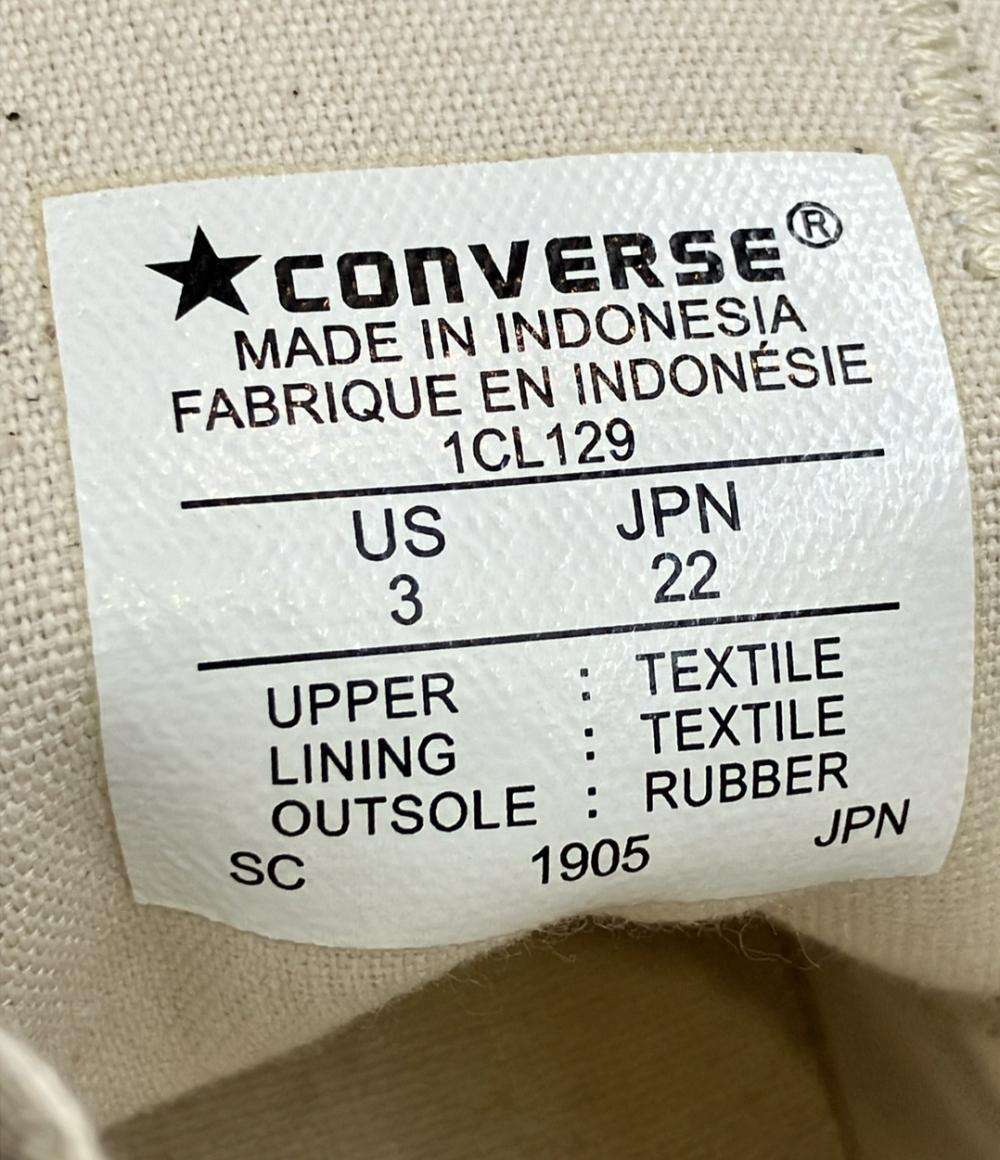 ★CONVERSE®
MADE IN INDONESIA
FABRIQUE EN INDONÉSIE
1CL129
US JPN
3 22
UPPER : TEXTILE
LINING : TEXTILE
OUTSOLE : RUBBER
SC 1905 JPN